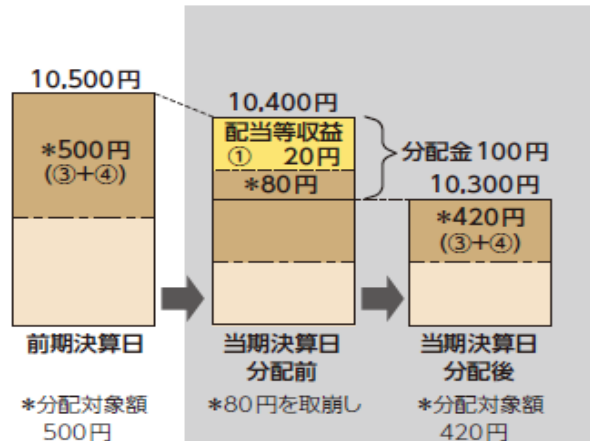 10,500円
*500円
(③+④)
前期決算日
*分配対象額
500円
10,400円
配当等収益
① 20円
*80円
分配金100円
当期決算日
分配前
*80円を取崩し
10,300円
*420円
(③+④)
当期決算日
分配後
*分配対象額
420円